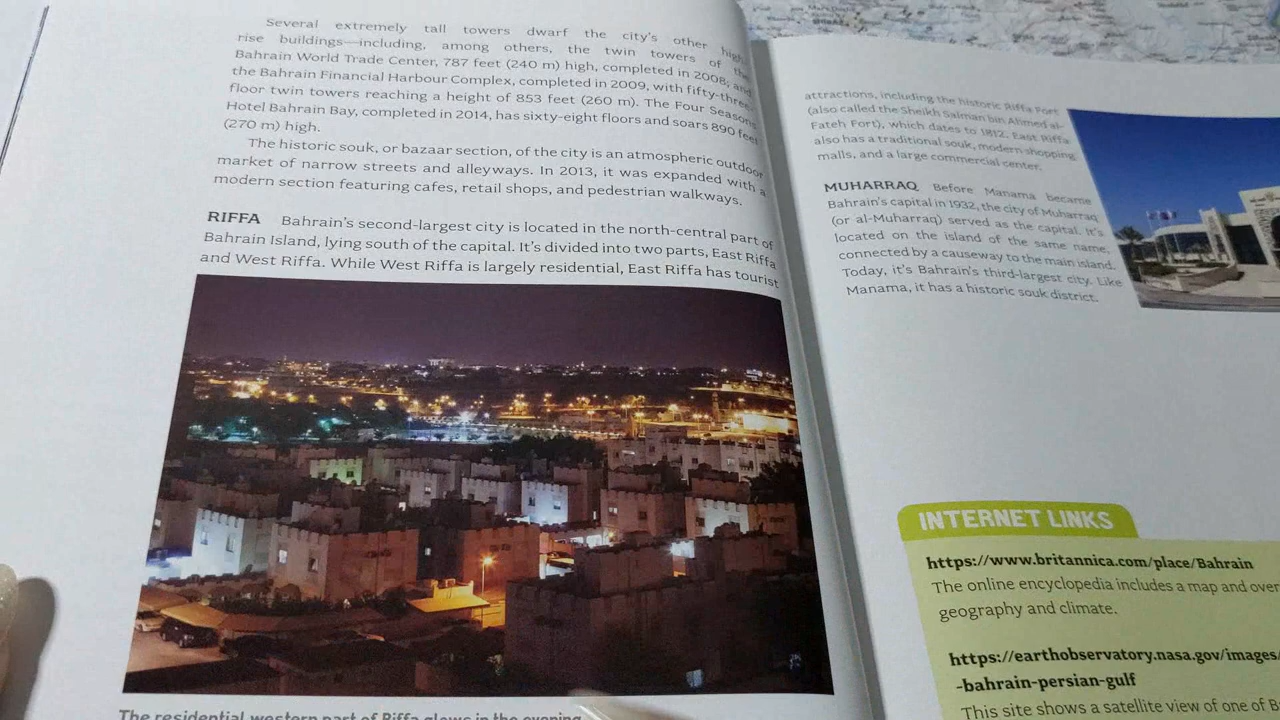 Several extremely tall towers dwarf the city's other high-
rise buildings—including, among others, the twin towers of the
Bahrain World Trade Center, 787 feet (240 m) high, completed in 2008, and
the Bahrain Financial Harbour Complex, completed in 2009, with fifty-three-
floor twin towers reaching a height of 853 feet (260 m). The Four Seasons
Hotel Bahrain Bay, completed in 2014, has sixty-eight floors and soars 890 feet
(270 m) high.
The historic souk, or bazaar section, of the city is an atmospheric outdoor
market of narrow streets and alleyways. In 2013, it was expanded with a
modern section featuring cafes, retail shops, and pedestrian walkways.
RIFFA Bahrain's second-largest city is located in the north-central part of
Bahrain Island, lying south of the capital. It's divided into two parts, East Riffa
and West Riffa. While West Riffa is largely residential, East Riffa has tourist
The residential western part of Riffa glows in the evening
attractions, including the historic Riffa Fort
(also called the Sheikh Salman bin Ahmed al-
Fateh Fort), which dates to 1812. East Riffa
also has a traditional souk, modern shopping
malls, and a large commercial center.
MUHARRAQ Before Manama became
Bahrain's capital in 1932, the city of Muharraq
(or al-Muharraq) served as the capital. It's
located on the island of the same name,
connected by a causeway to the main island.
Today, it's Bahrain's third-largest city. Like
Manama, it has a historic souk district.
INTERNET LINKS
https://www.britannica.com/place/Bahrain
The online encyclopedia includes a map and over
geography and climate.
https://earthobservatory.nasa.gov/images/
-bahrain-persian-gulf
This site shows a satellite view of one of B